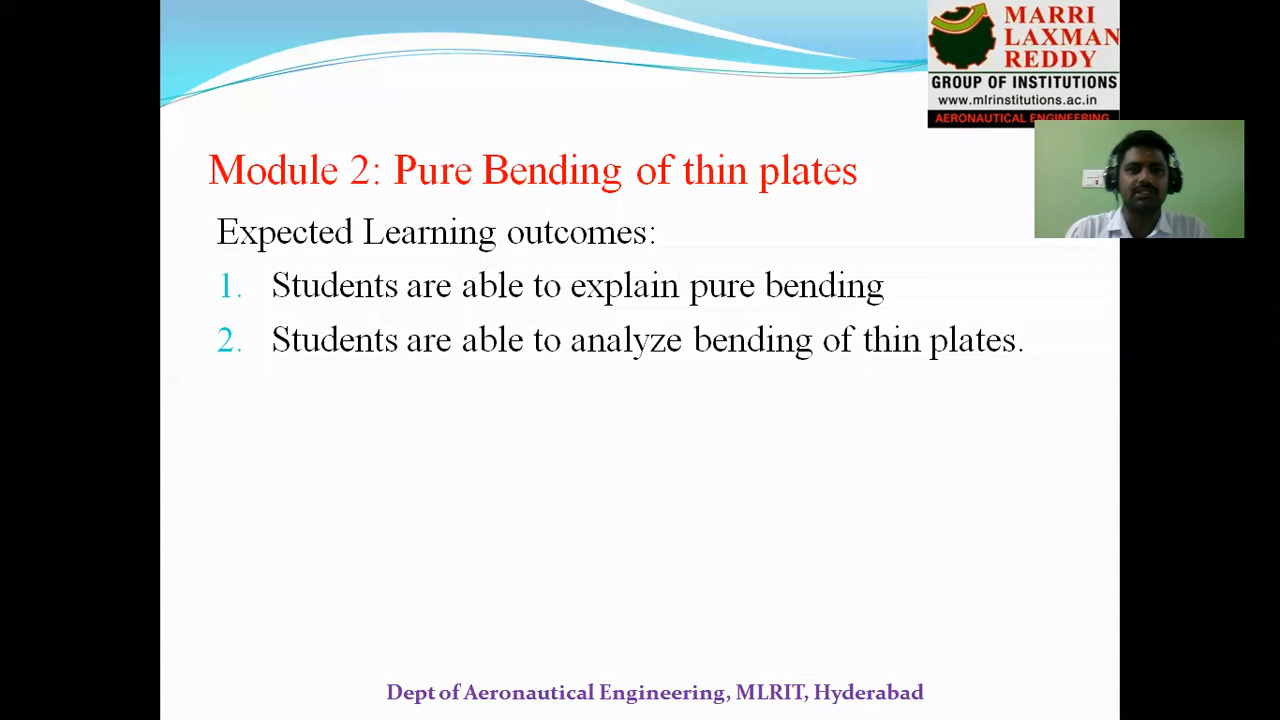 MARRI
LAXMAN
REDDY
GROUP OF INSTITUTIONS
www.mlrinstitutions.ac.in
AERONAUTICAL ENGINEERING
Module 2: Pure Bending of thin plates
Expected Learning outcomes:
1. Students are able to explain pure bending
2. Students are able to analyze bending of thin plates.
Dept of Aeronautical Engineering, MLRIT, Hyderabad